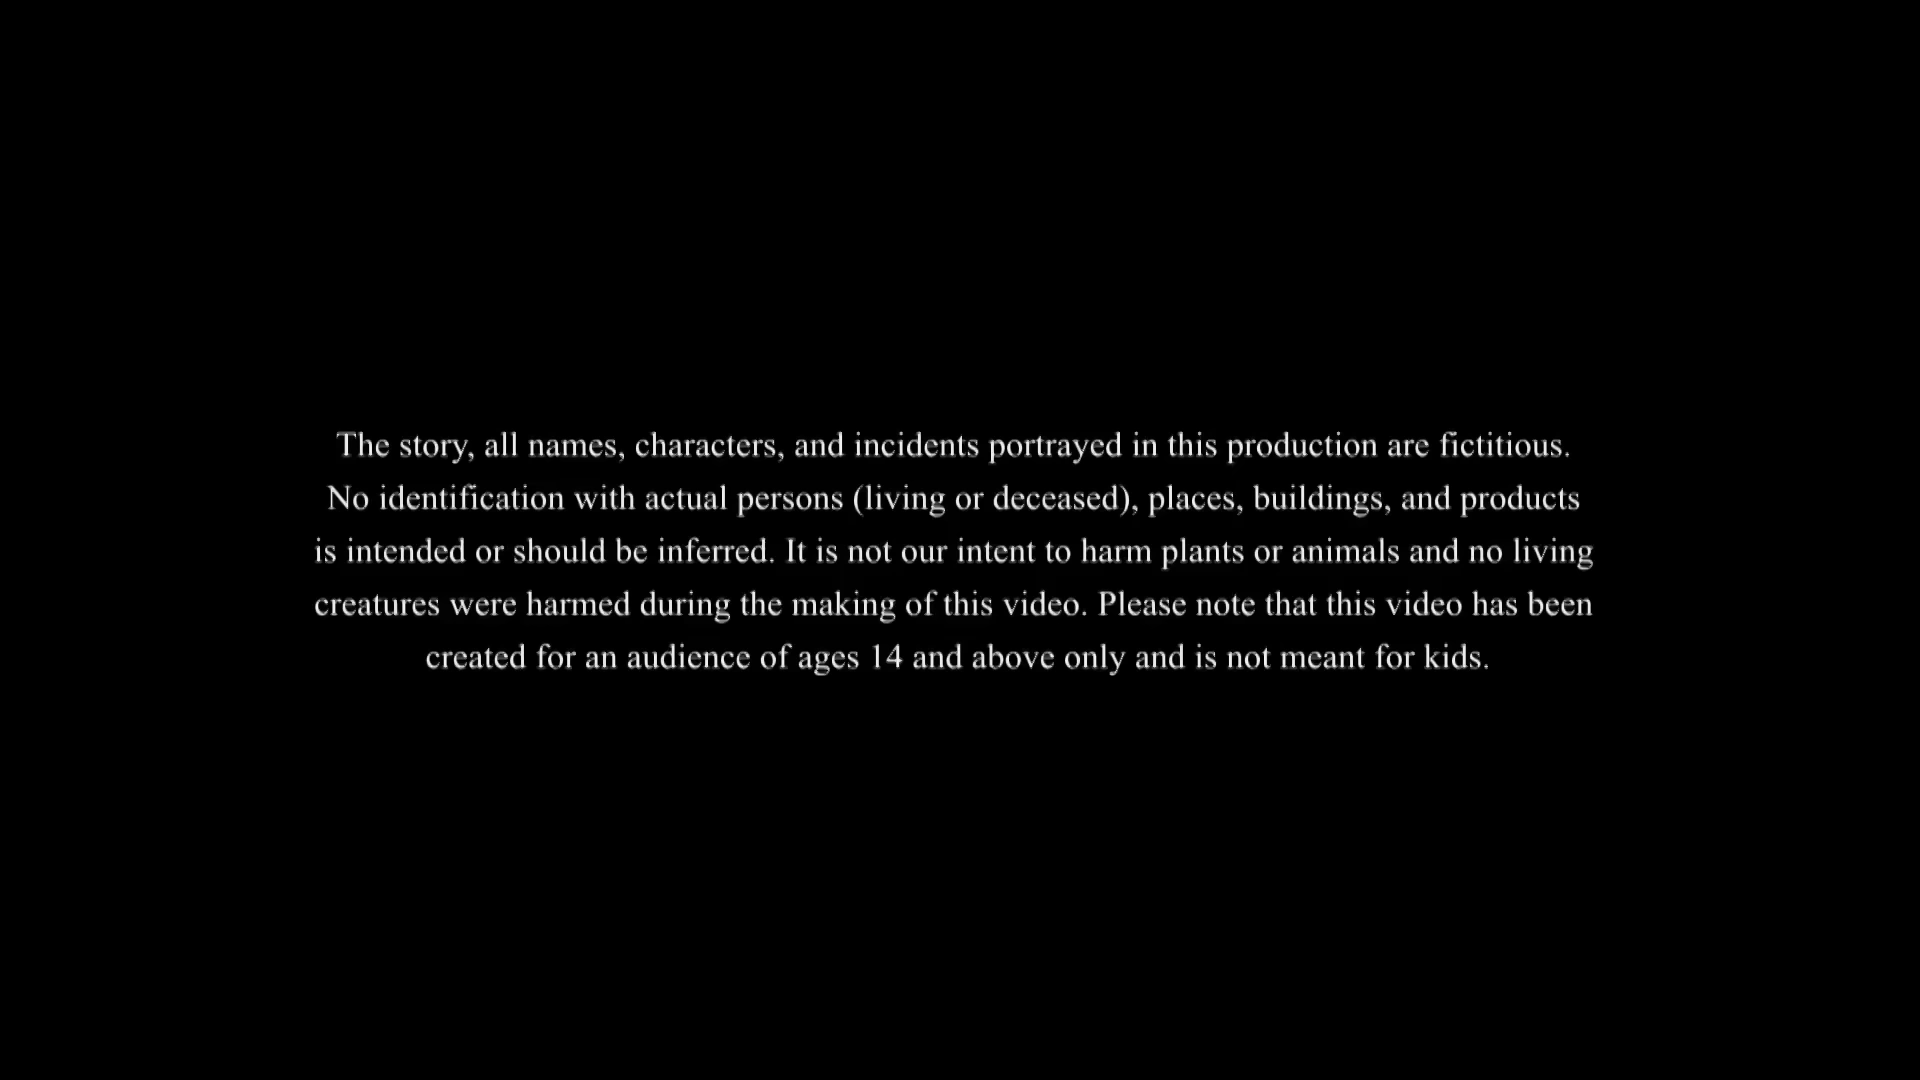 The story, all names, characters, and incidents portrayed in this production are fictitious.
No identification with actual persons (living or deceased), places, buildings, and products
is intended or should be inferred. It is not our intent to harm plants or animals and no living
creatures were harmed during the making of this video. Please note that this video has been
created for an audience of ages 14 and above only and is not meant for kids.